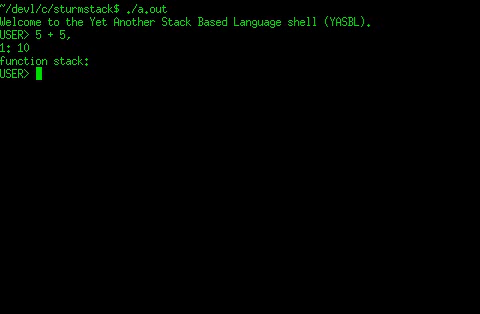 ~/devl/c/sturmstack$ ./a.out
Welcome to the Yet Another Stack Based Language shell (YASBL).
USER> 5 + 5,
1: 10
function stack:
USER>